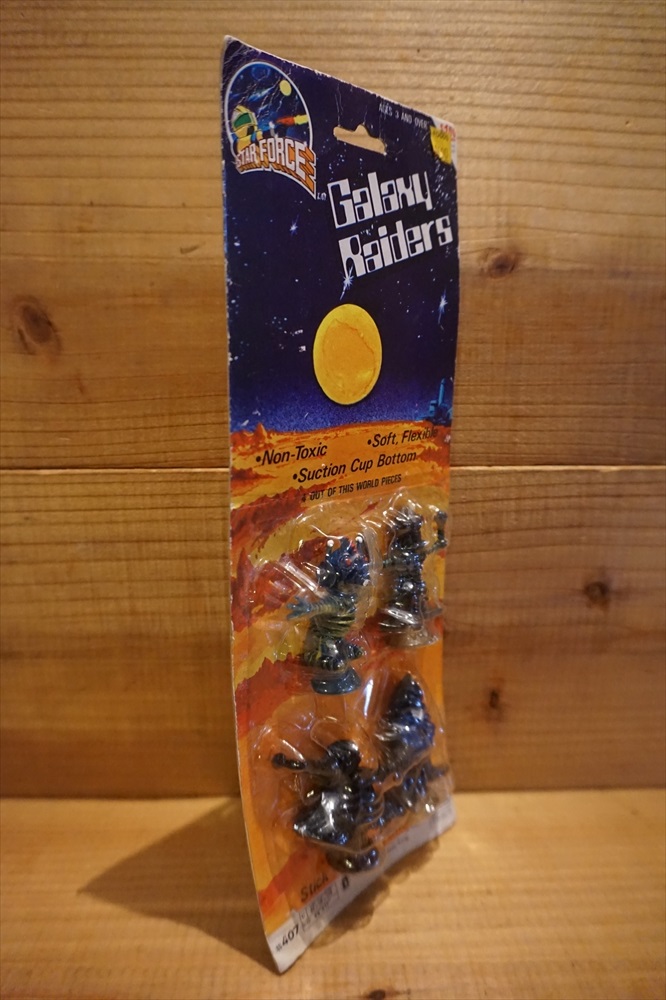 AGES 3 AND OVER
STAR FORCE
Galaxy
Raiders
•Non-Toxic
•Soft, Flexible
•Suction Cup Bottom
4 OUT OF THIS WORLD PIECES